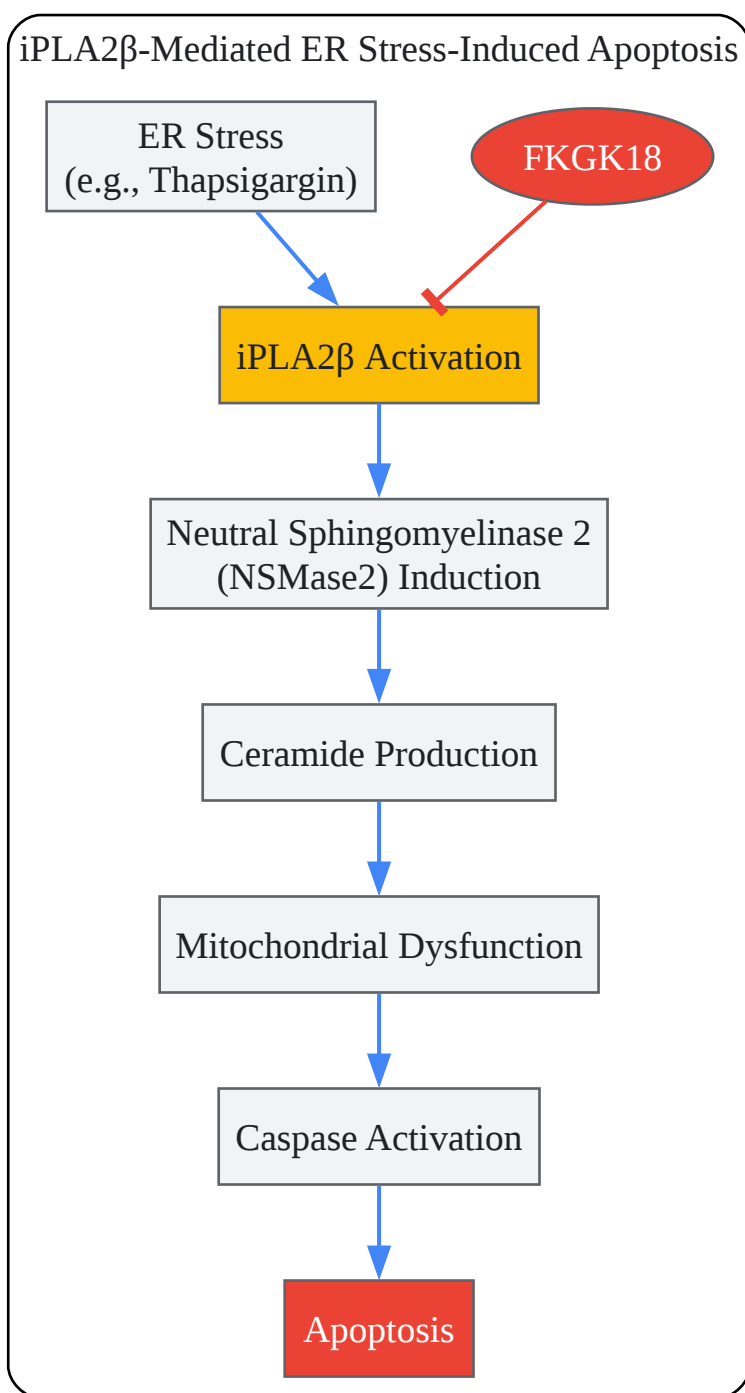 iPLA2β-Mediated ER Stress-Induced Apoptosis
ER Stress
(e.g., Thapsigargin)
FKGK18
iPLA2β Activation
Neutral Sphingomyelinase 2
(NSMase2) Induction
Ceramide Production
Mitochondrial Dysfunction
Caspase Activation
Apoptosis